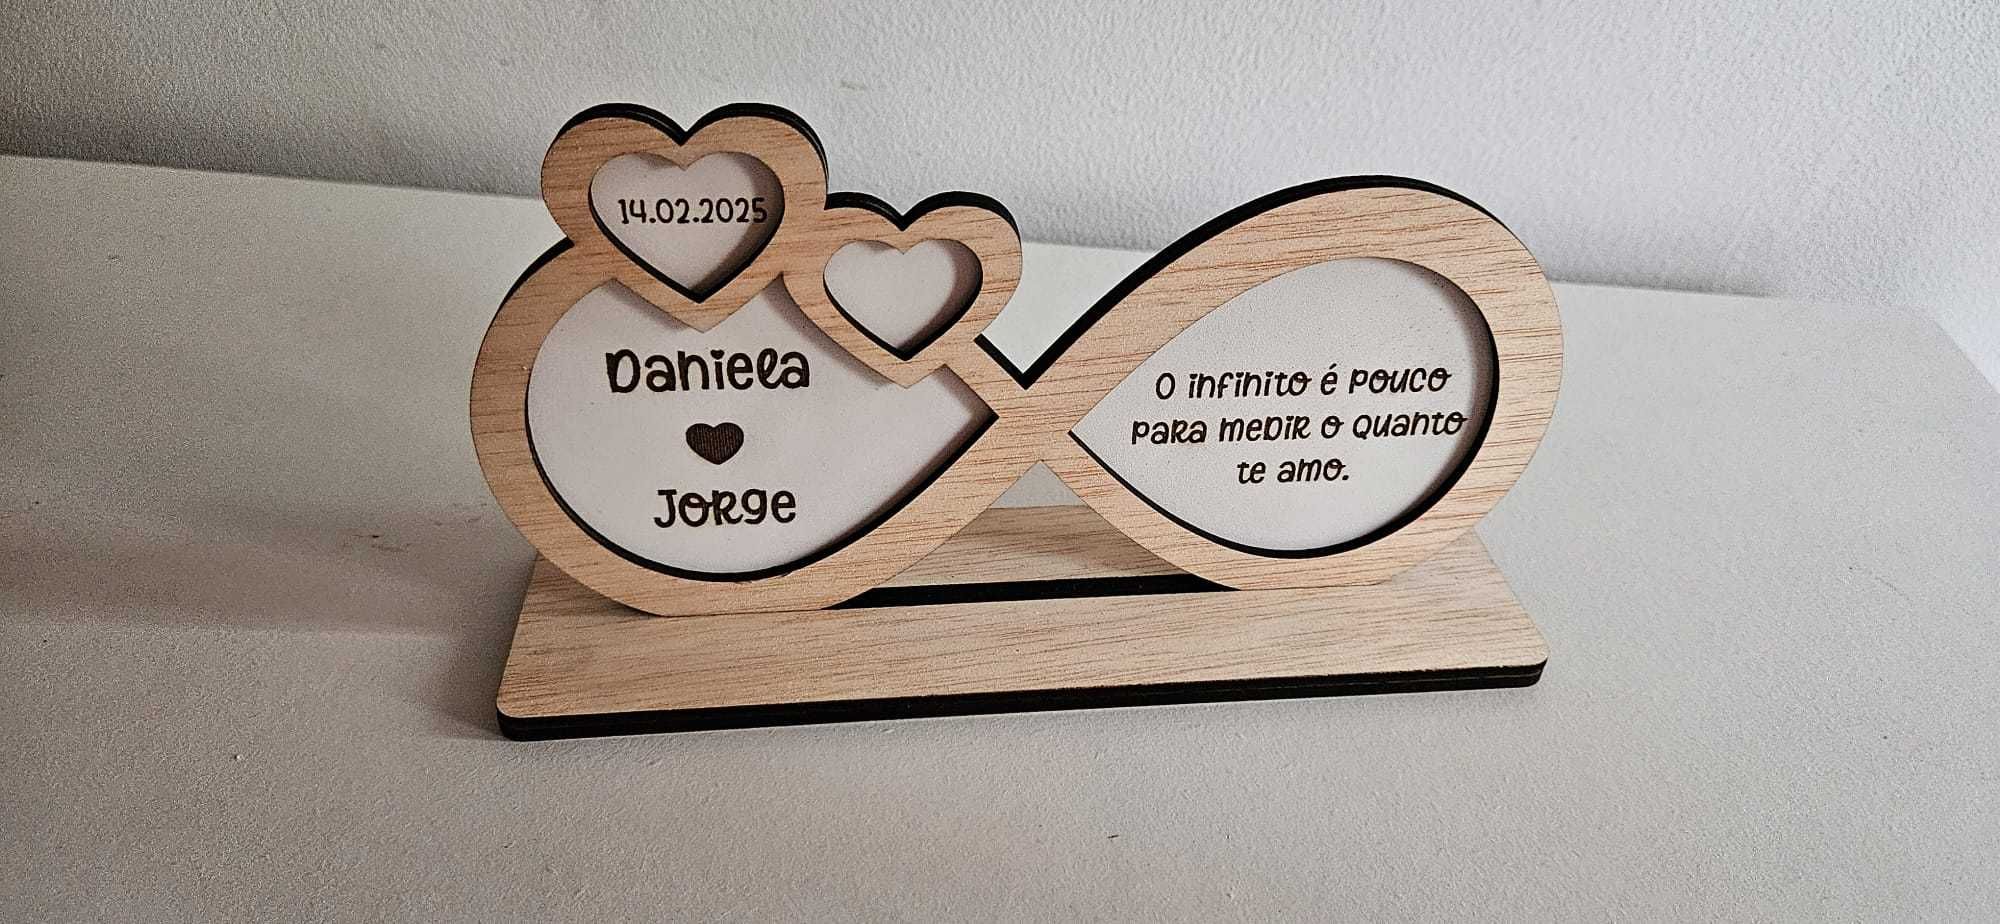 14.02.2025
Daniela
Jorge
O infinito é pouco
para medir o quanto
te amo.